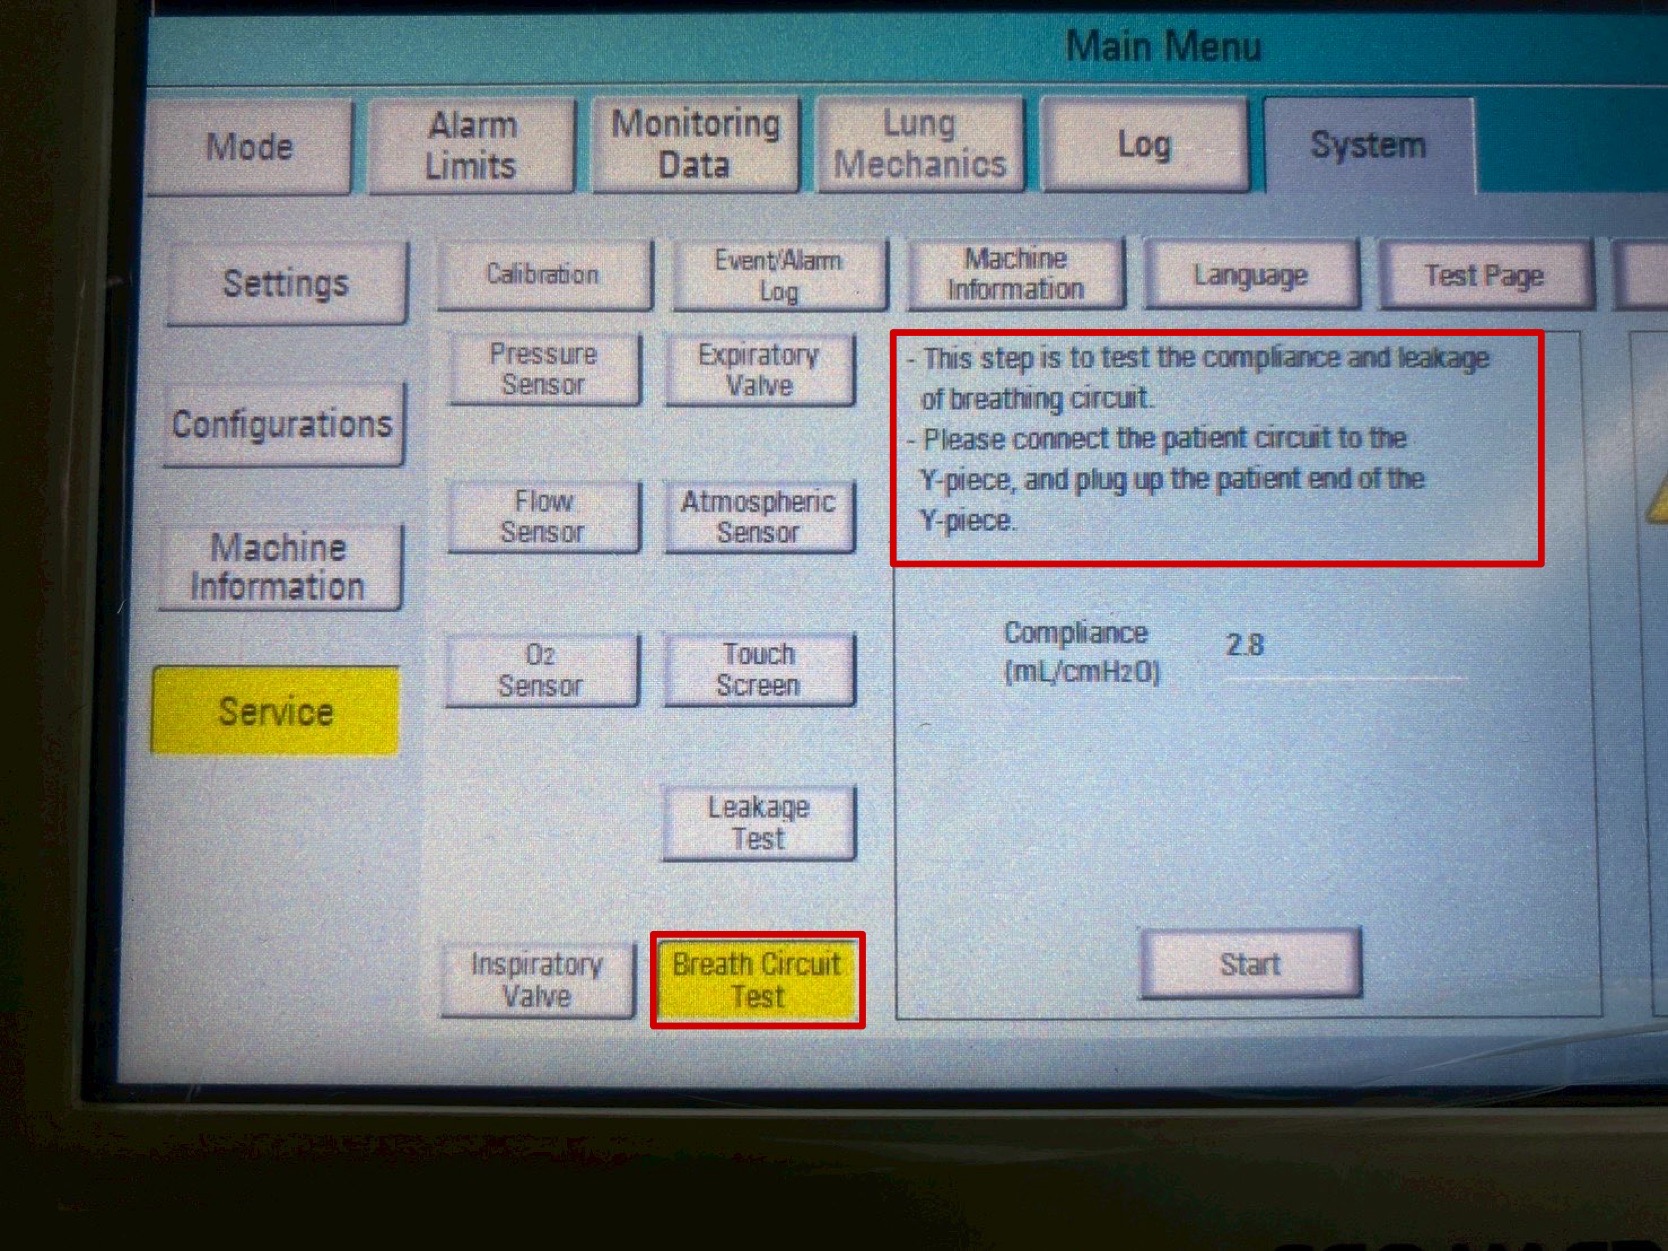 Main Menu
Mode
Alarm
Limits
Monitoring
Data
Lung
Mechanics
Log
System
Settings
Configurations
Machine
Information
Service
Calibration
Event/Alarm
Log
Machine
Information
Language
Test Page
Pressure
Sensor
Expiratory
Valve
Flow
Sensor
Atmospheric
Sensor
O2
Sensor
Touch
Screen
Leakage
Test
Inspiratory
Valve
Breath Circuit
Test
- This step is to test the compliance and leakage
of breathing circuit.
- Please connect the patient circuit to the
Y-piece, and plug up the patient end of the
Y-piece.
Compliance
(mL/cmH2O)
2.8
Start